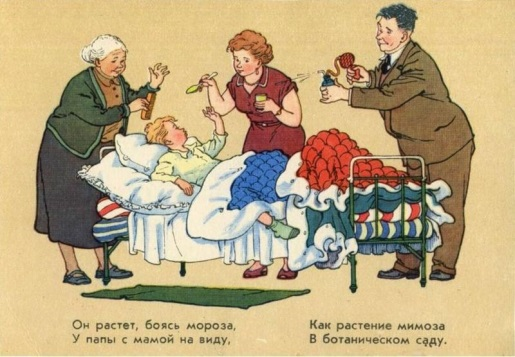 Он растет, боясь мороза,
У папы с мамой на виду,
Как растение мимоза
В ботаническом саду.